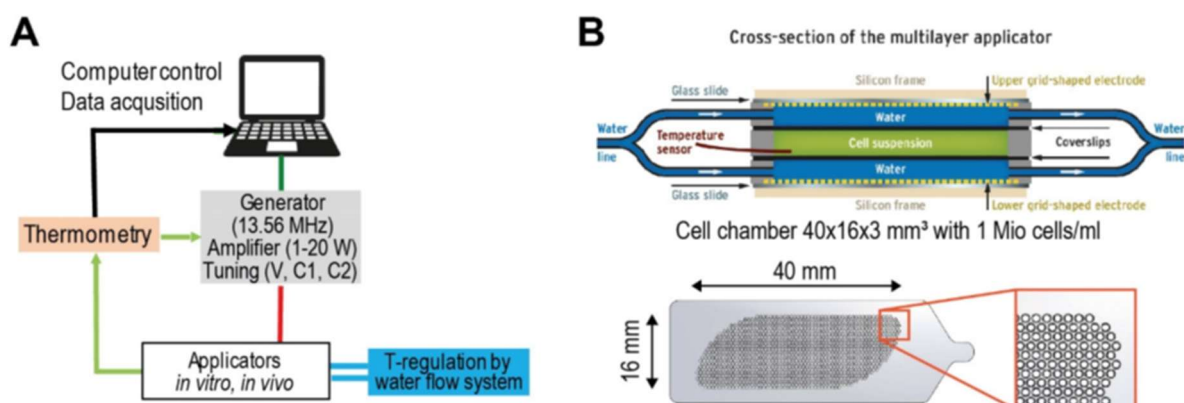 A
Computer control
Data acqusition
Thermometry
Generator
(13.56 MHz)
Amplifier (1-20 W)
Tuning (V, C1, C2)
Applicators
in vitro, in vivo
T-regulation by
water flow system
B
Cross-section of the multilayer applicator
Silicon frame
Upper grid-shaped electrode
Glass slide
Water
Water
line
Temperature
sensor
Cell suspension
Coverslips
Water
line
Water
Glass slide
Silicon frame
Lower grid-shaped electrode
Cell chamber 40x16x3 mm³ with 1 Mio cells/ml
40 mm
16 mm